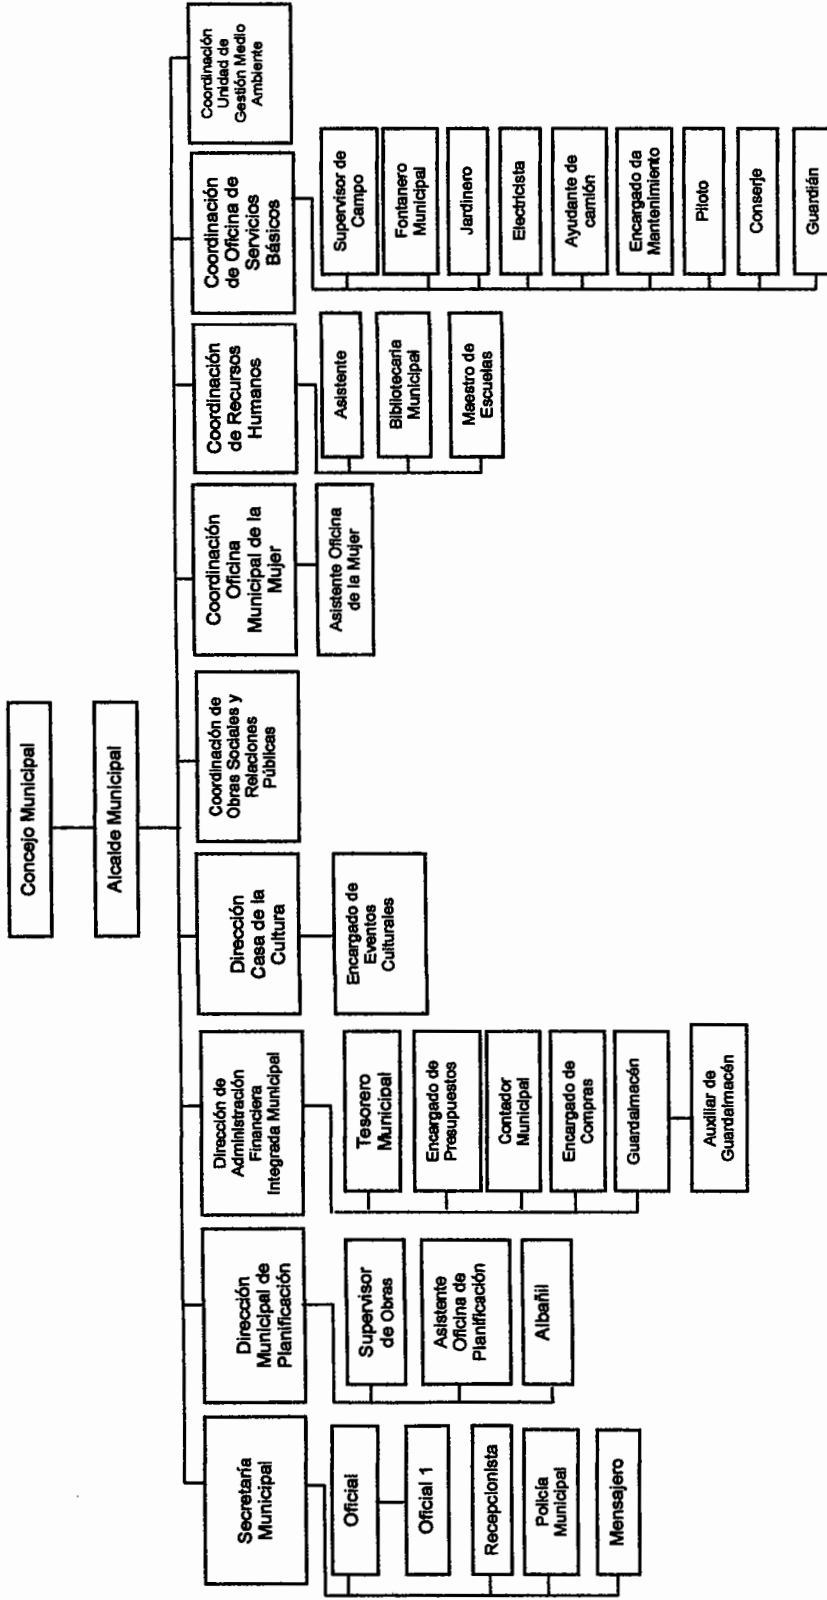 Concejo Municipal
Alcalde Municipal
Secretaría
Municipal
Oficial
Oficial 1
Recepcionista
Policía
Municipal
Mensajero
Dirección
Municipal de
Planificación
Supervisor
de Obras
Asistente
Oficina de
Planificación
Albañil
Dirección de
Administración
Financiera
Integrada Municipal
Tesorero
Municipal
Encargado de
Presupuestos
Contador
Municipal
Encargado de
Compras
Guardalmacén
Auxiliar de
Guardalmacén
Dirección
Casa de la
Cultura
Encargado de
Eventos
Culturales
Coordinación de
Obras Sociales y
Relaciones
Públicas
Coordinación
Oficina
Municipal de la
Mujer
Asistente Oficina
de la Mujer
Coordinación
de Recursos
Humanos
Asistente
Bibliotecaria
Municipal
Maestro de
Escuelas
Coordinación
de Oficina de
Servicios
Básicos
Supervisor de
Campo
Fontanero
Municipal
Jardinero
Electricista
Ayudante de
camión
Encargado da
Mantenimiento
Piloto
Conserje
Guardián
Coordinación
Unidad de
Gestión Medio
Ambiente